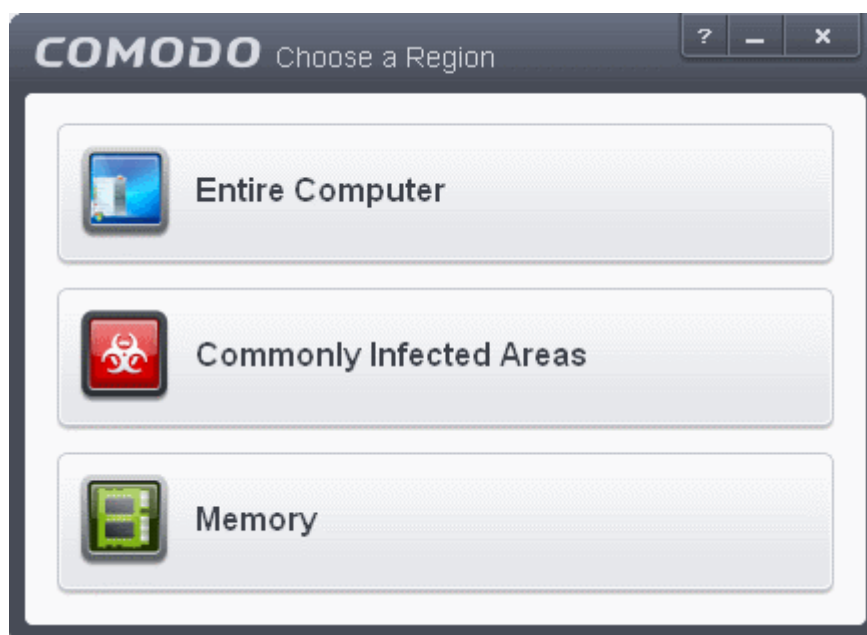 COMODO Choose a Region
?
Entire Computer
Commonly Infected Areas
Memory